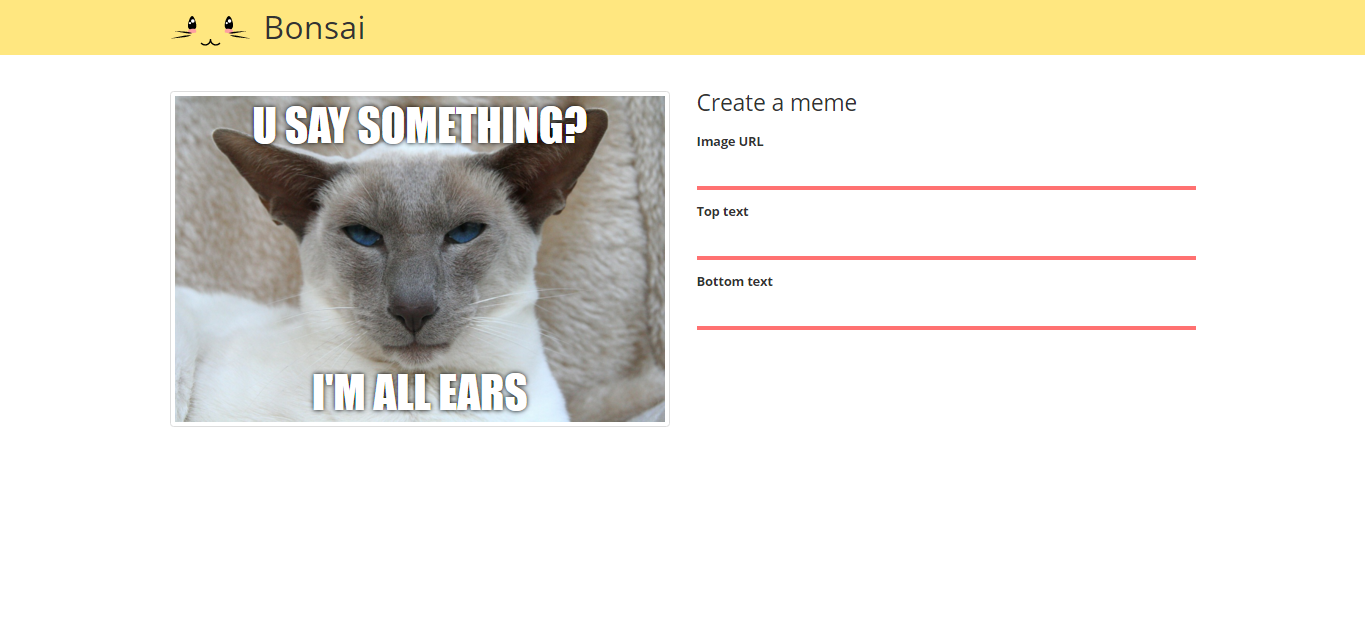 Bonsai
U SAY SOMETHING?
I'M ALL EARS
Create a meme
Image URL
Top text
Bottom text